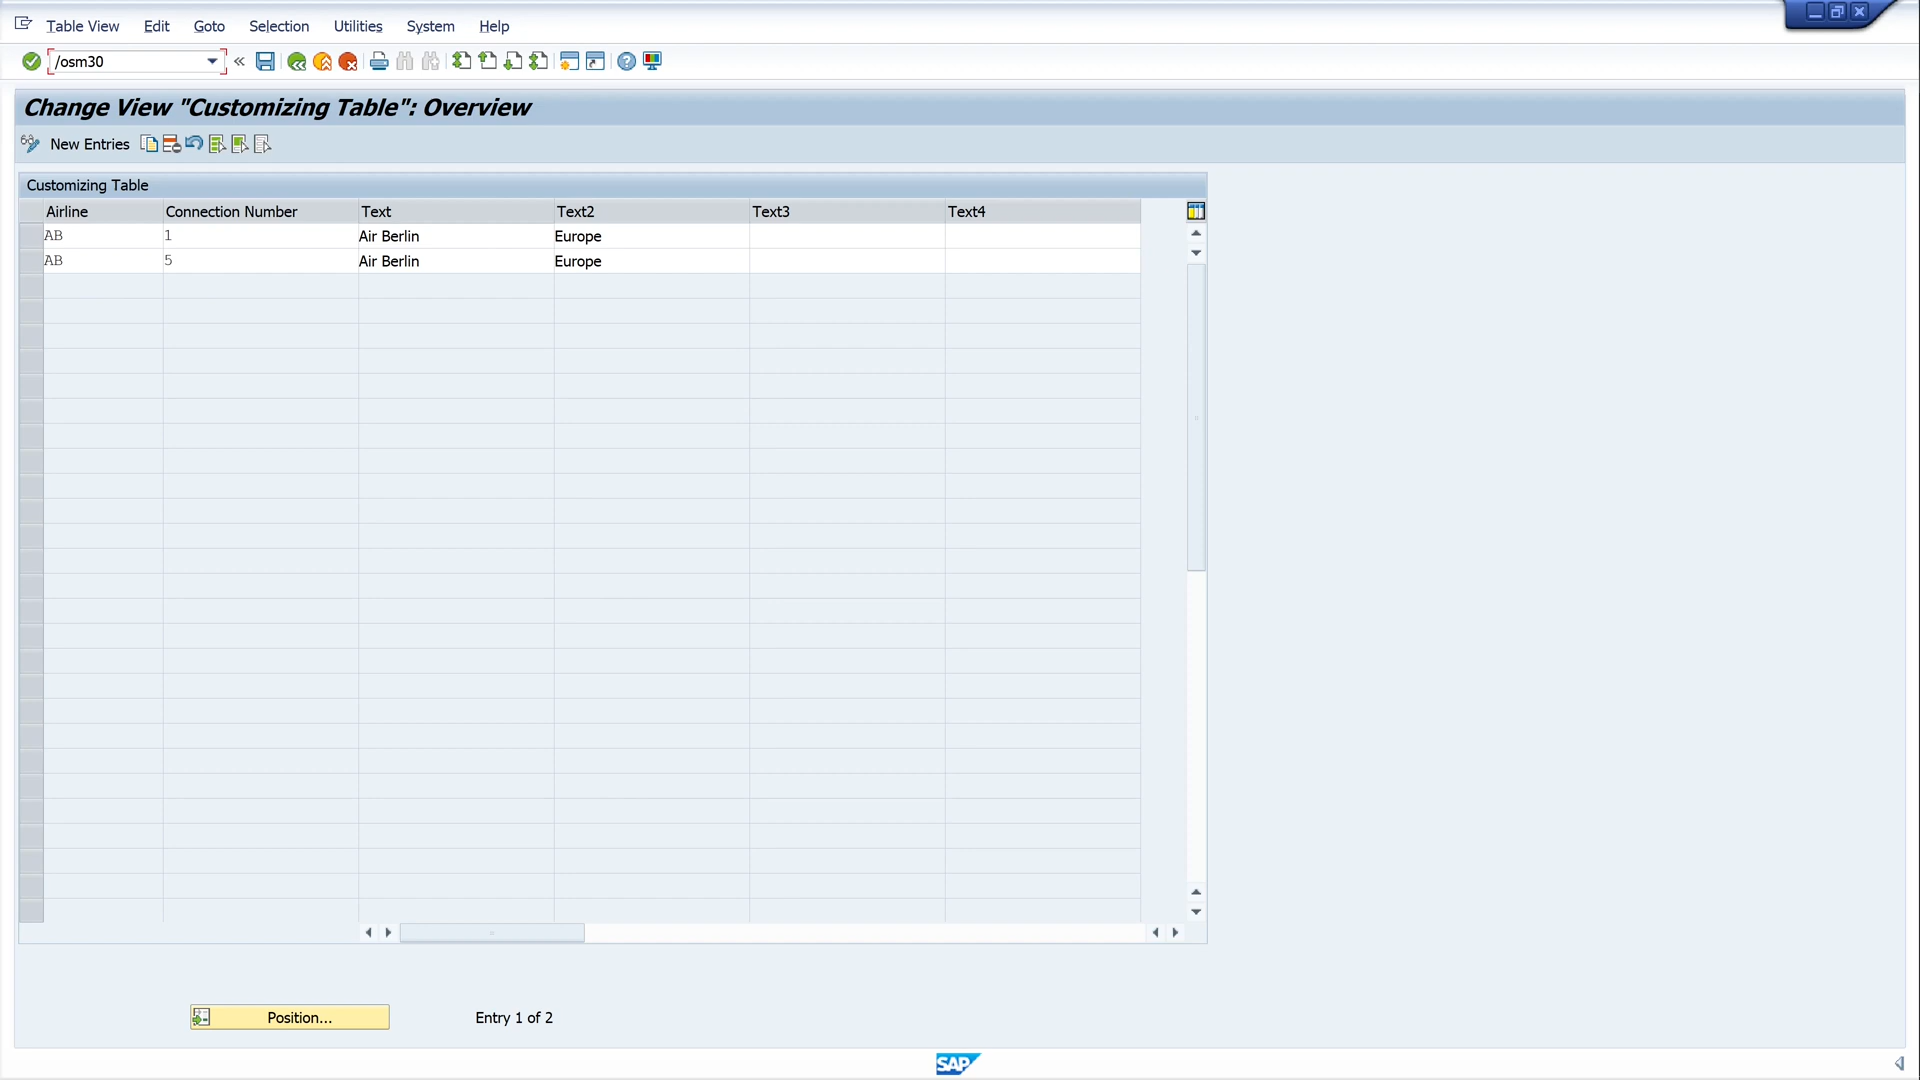 Table View Edit Goto Selection Utilities System Help
/osm30
Change View "Customizing Table": Overview
New Entries
Customizing Table
Airline Connection Number Text Text2 Text3 Text4
AB 1 Air Berlin Europe
AB 5 Air Berlin Europe
Position... Entry 1 of 2
SAP